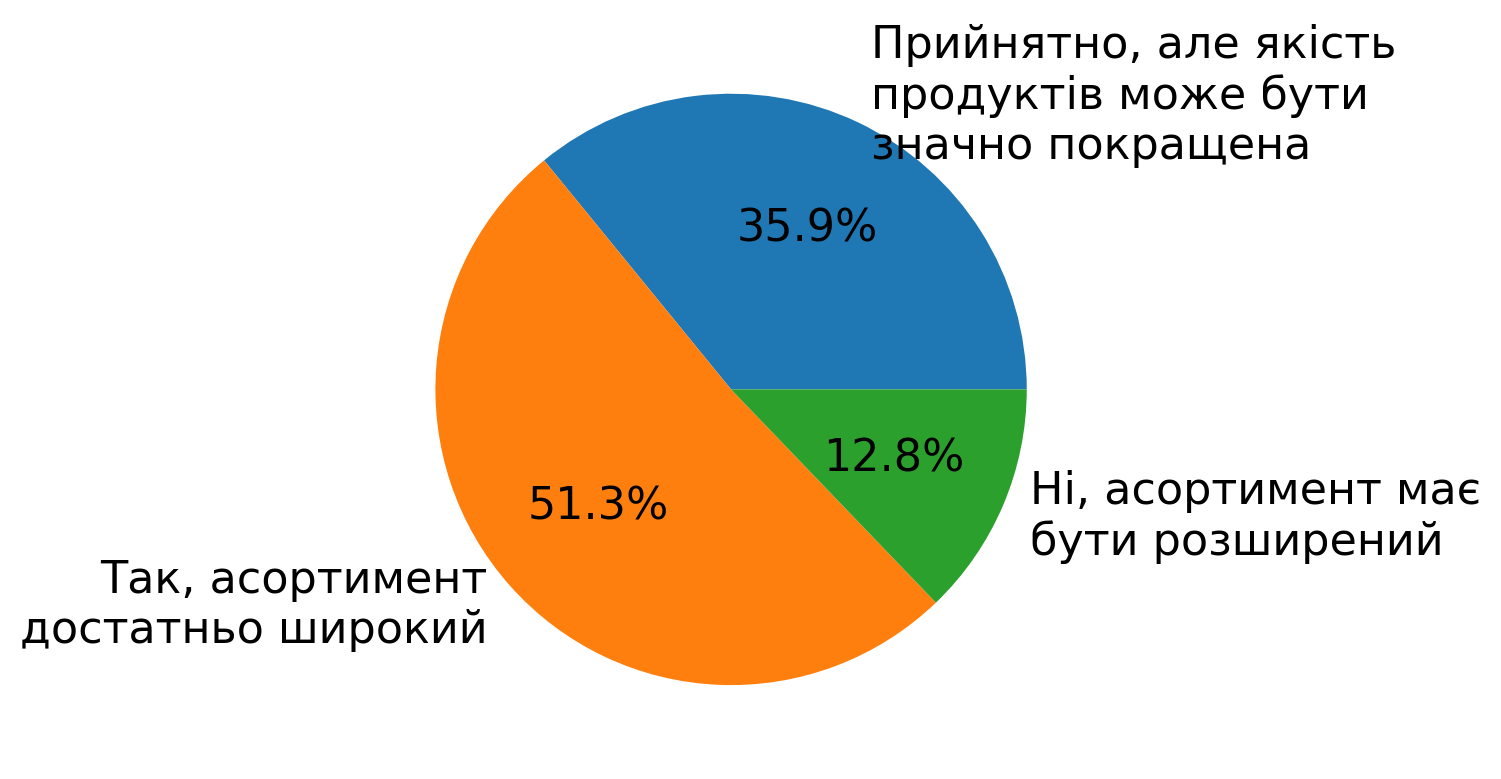 Прийнятно, але якість
продуктів може бути
значно покращена
35.9%
12.8%
Ні, асортимент має
бути розширений
51.3%
Так, асортимент
достатньо широкий